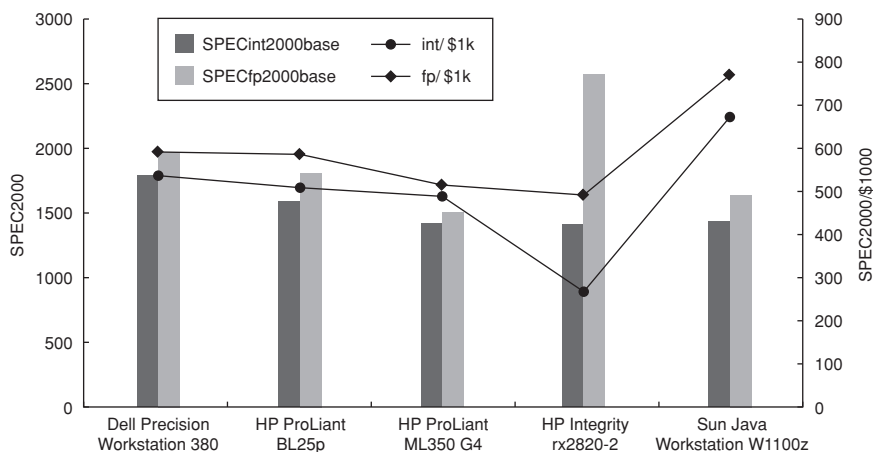 3000
2500
2000
1500
1000
500
0
SPEC2000
SPECint2000base
SPECfp2000base
int/ $1k
fp/ $1k
900
800
700
600
500
400
300
200
100
0
SPEC2000/$1000
Dell Precision
Workstation 380
HP ProLiant
BL25p
HP ProLiant
ML350 G4
HP Integrity
rx2820-2
Sun Java
Workstation W1100z